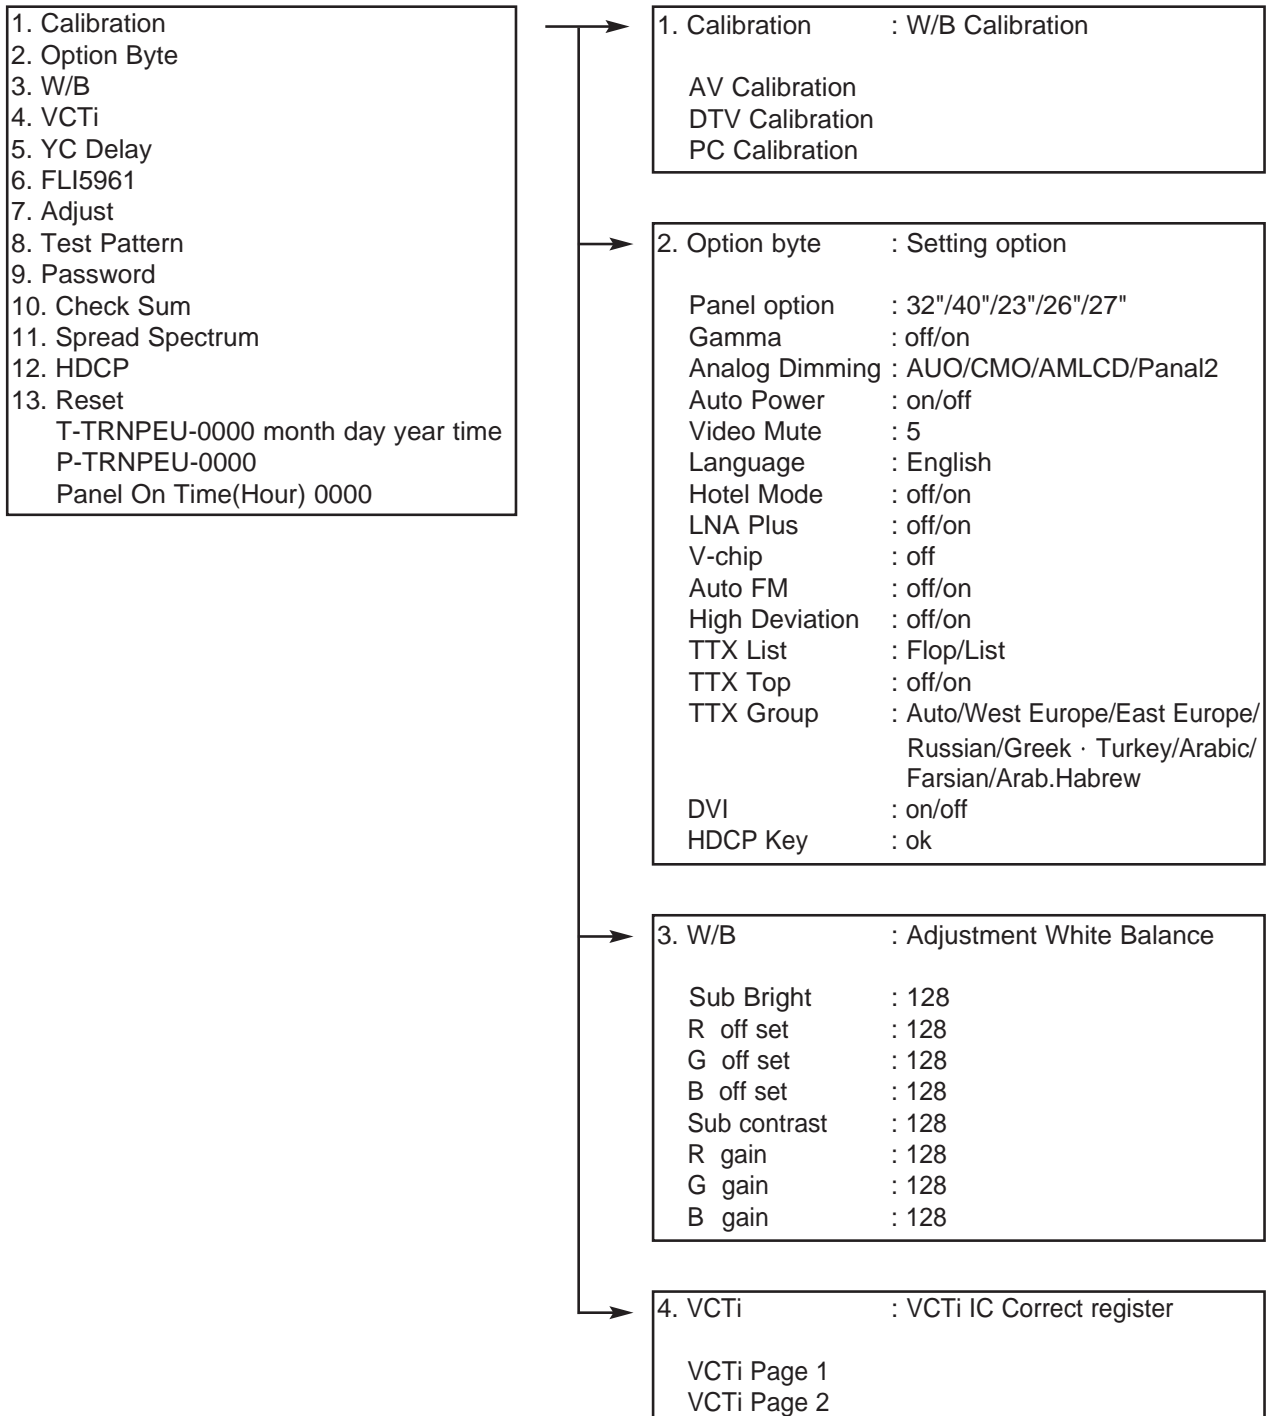 1. Calibration
2. Option Byte
3. W/B
4. VCTi
5. YC Delay
6. FLI5961
7. Adjust
8. Test Pattern
9. Password
10. Check Sum
11. Spread Spectrum
12. HDCP
13. Reset
T-TRNPEU-0000 month day year time
P-TRNPEU-0000
Panel On Time(Hour) 0000
1. Calibration : W/B Calibration
AV Calibration
DTV Calibration
PC Calibration
2. Option byte : Setting option
Panel option : 32"/40"/23"/26"/27"
Gamma : off/on
Analog Dimming : AUO/CMO/AMLCD/Panal2
Auto Power : on/off
Video Mute : 5
Language : English
Hotel Mode : off/on
LNA Plus : off/on
V-chip : off
Auto FM : off/on
High Deviation : off/on
TTX List : Flop/List
TTX Top : off/on
TTX Group : Auto/West Europe/East Europe/
Russian/Greek · Turkey/Arabic/
Farsian/Arab.Habrew
DVI : on/off
HDCP Key : ok
3. W/B : Adjustment White Balance
Sub Bright : 128
R off set : 128
G off set : 128
B off set : 128
Sub contrast : 128
R gain : 128
G gain : 128
B gain : 128
4. VCTi : VCTi IC Correct register
VCTi Page 1
VCTi Page 2